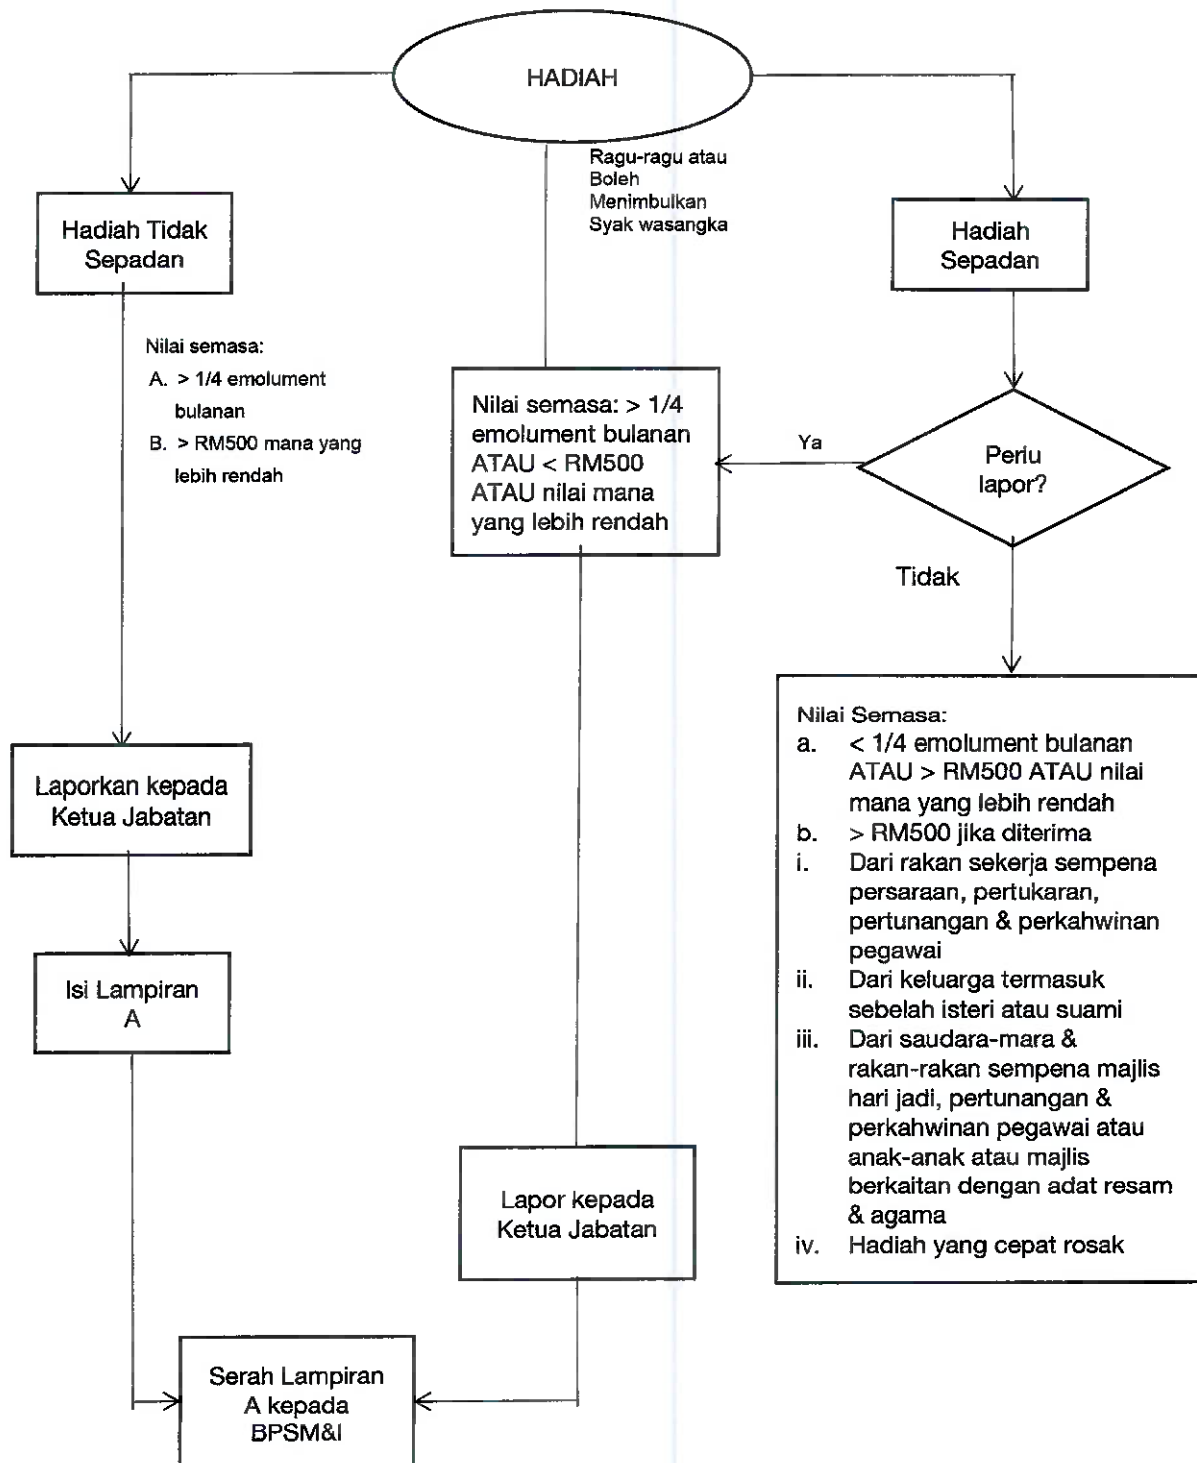 HADIAH
Ragu-ragu atau
Boleh
Menimbulkan
Syak wasangka
Hadiah Tidak
Sepadan
Hadiah
Sepadan
Nilai semasa:
A. > 1/4 emolument
bulanan
B. > RM500 mana yang
lebih rendah
Nilai semasa: > 1/4
emolument bulanan
ATAU < RM500
ATAU nilai mana
yang lebih rendah
Ya
Perlu
lapor?
Tidak
Laporkan kepada
Ketua Jabatan
Isi Lampiran
A
Nilai Semasa:
a. < 1/4 emolument bulanan
ATAU > RM500 ATAU nilai
mana yang lebih rendah
b. > RM500 jika diterima
i. Dari rakan sekerja sempena
persaraan, pertukaran,
pertunangan & perkahwinan
pegawai
ii. Dari keluarga termasuk
sebelah isteri atau suami
iii. Dari saudara-mara &
rakan-rakan sempena majlis
hari jadi, pertunangan &
perkahwinan pegawai atau
anak-anak atau majlis
berkaitan dengan adat resam
& agama
iv. Hadiah yang cepat rosak
Lapor kepada
Ketua Jabatan
Serah Lampiran
A kepada
BPSM&I